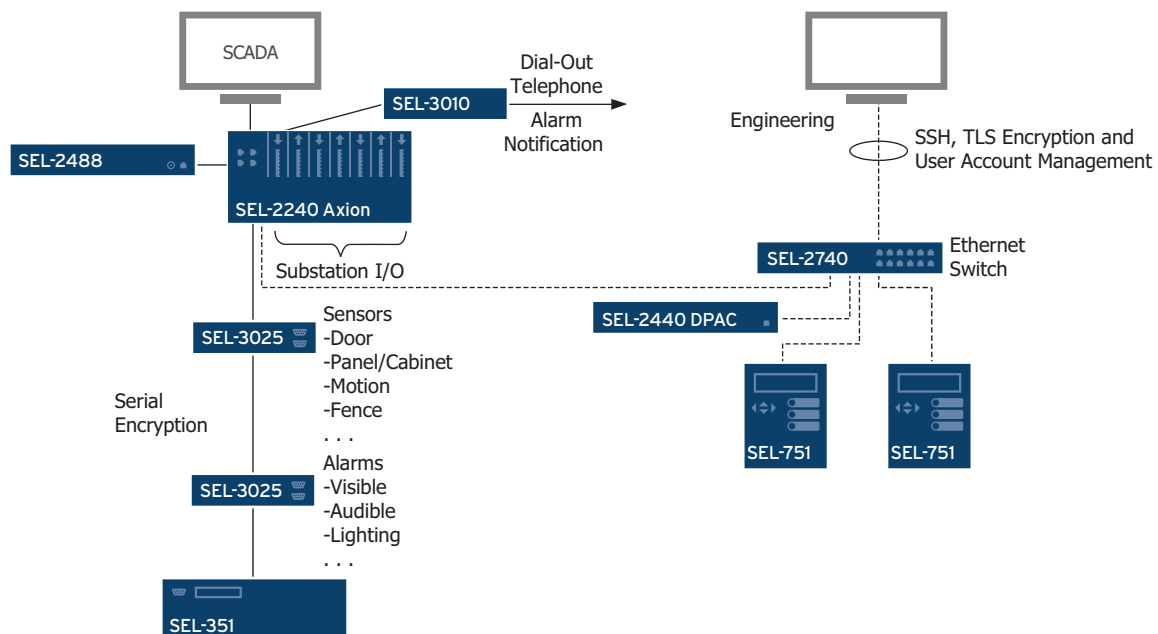 SCADA
SEL-3010
Dial-Out
Telephone
Alarm
Notification
SEL-2488
SEL-2240 Axion
Substation I/O
Engineering
SSH, TLS Encryption and
User Account Management
SEL-2740
Ethernet
Switch
SEL-2440 DPAC
SEL-751
SEL-751
SEL-3025
Sensors
-Door
-Panel/Cabinet
-Motion
-Fence
. . .
Serial
Encryption
SEL-3025
Alarms
-Visible
-Audible
-Lighting
. . .
SEL-351